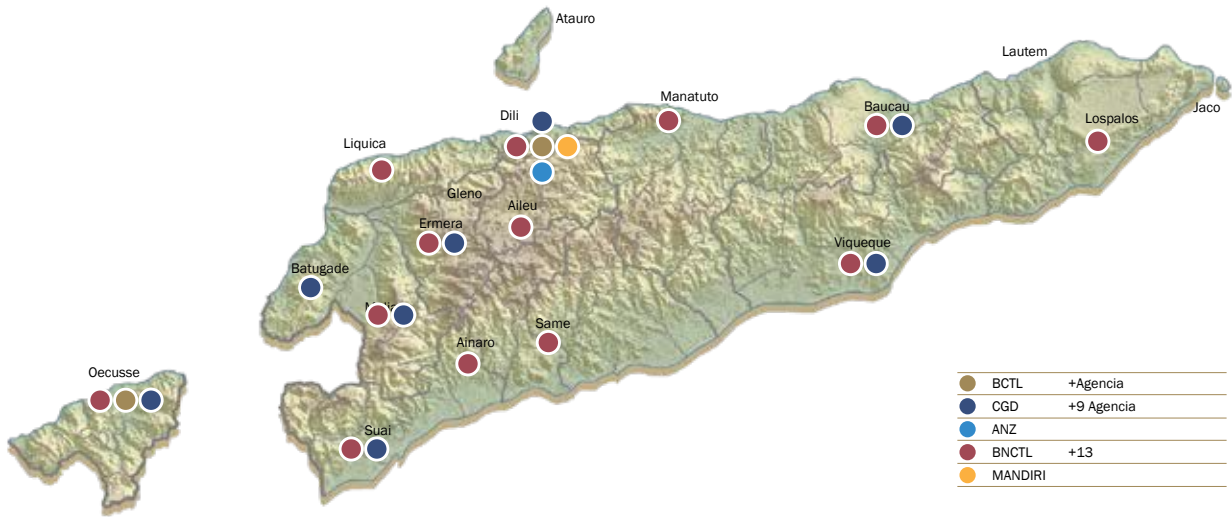 Atauro
Lautem
Manatuto
Jaco
Baucau
Dili
Lospalos
Liquica
Gleno
Aileu
Ermera
Viqueque
Batugade
Same
Ainaro
Oecusse
Suai
BCTL +Agencia
CGD +9 Agencia
ANZ
BNCTL +13
MANDIRI